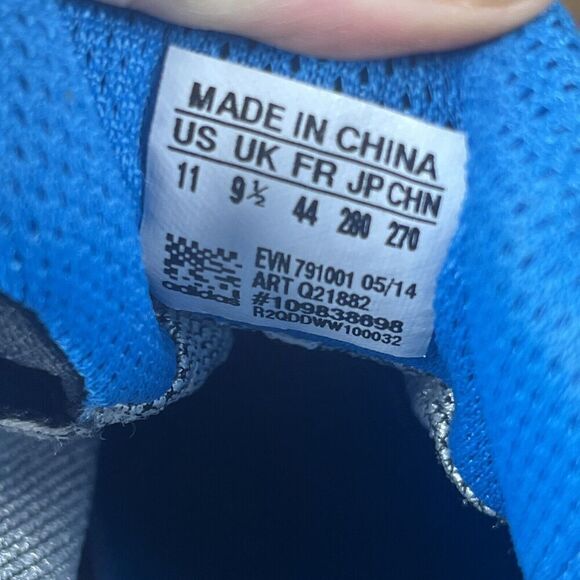 MADE IN CHINA
US UK FR JP CHN
11 9½ 44 280 270
EVN 791001 05/14
ART Q21882
#109838698
R2QDDWW100032
adidas